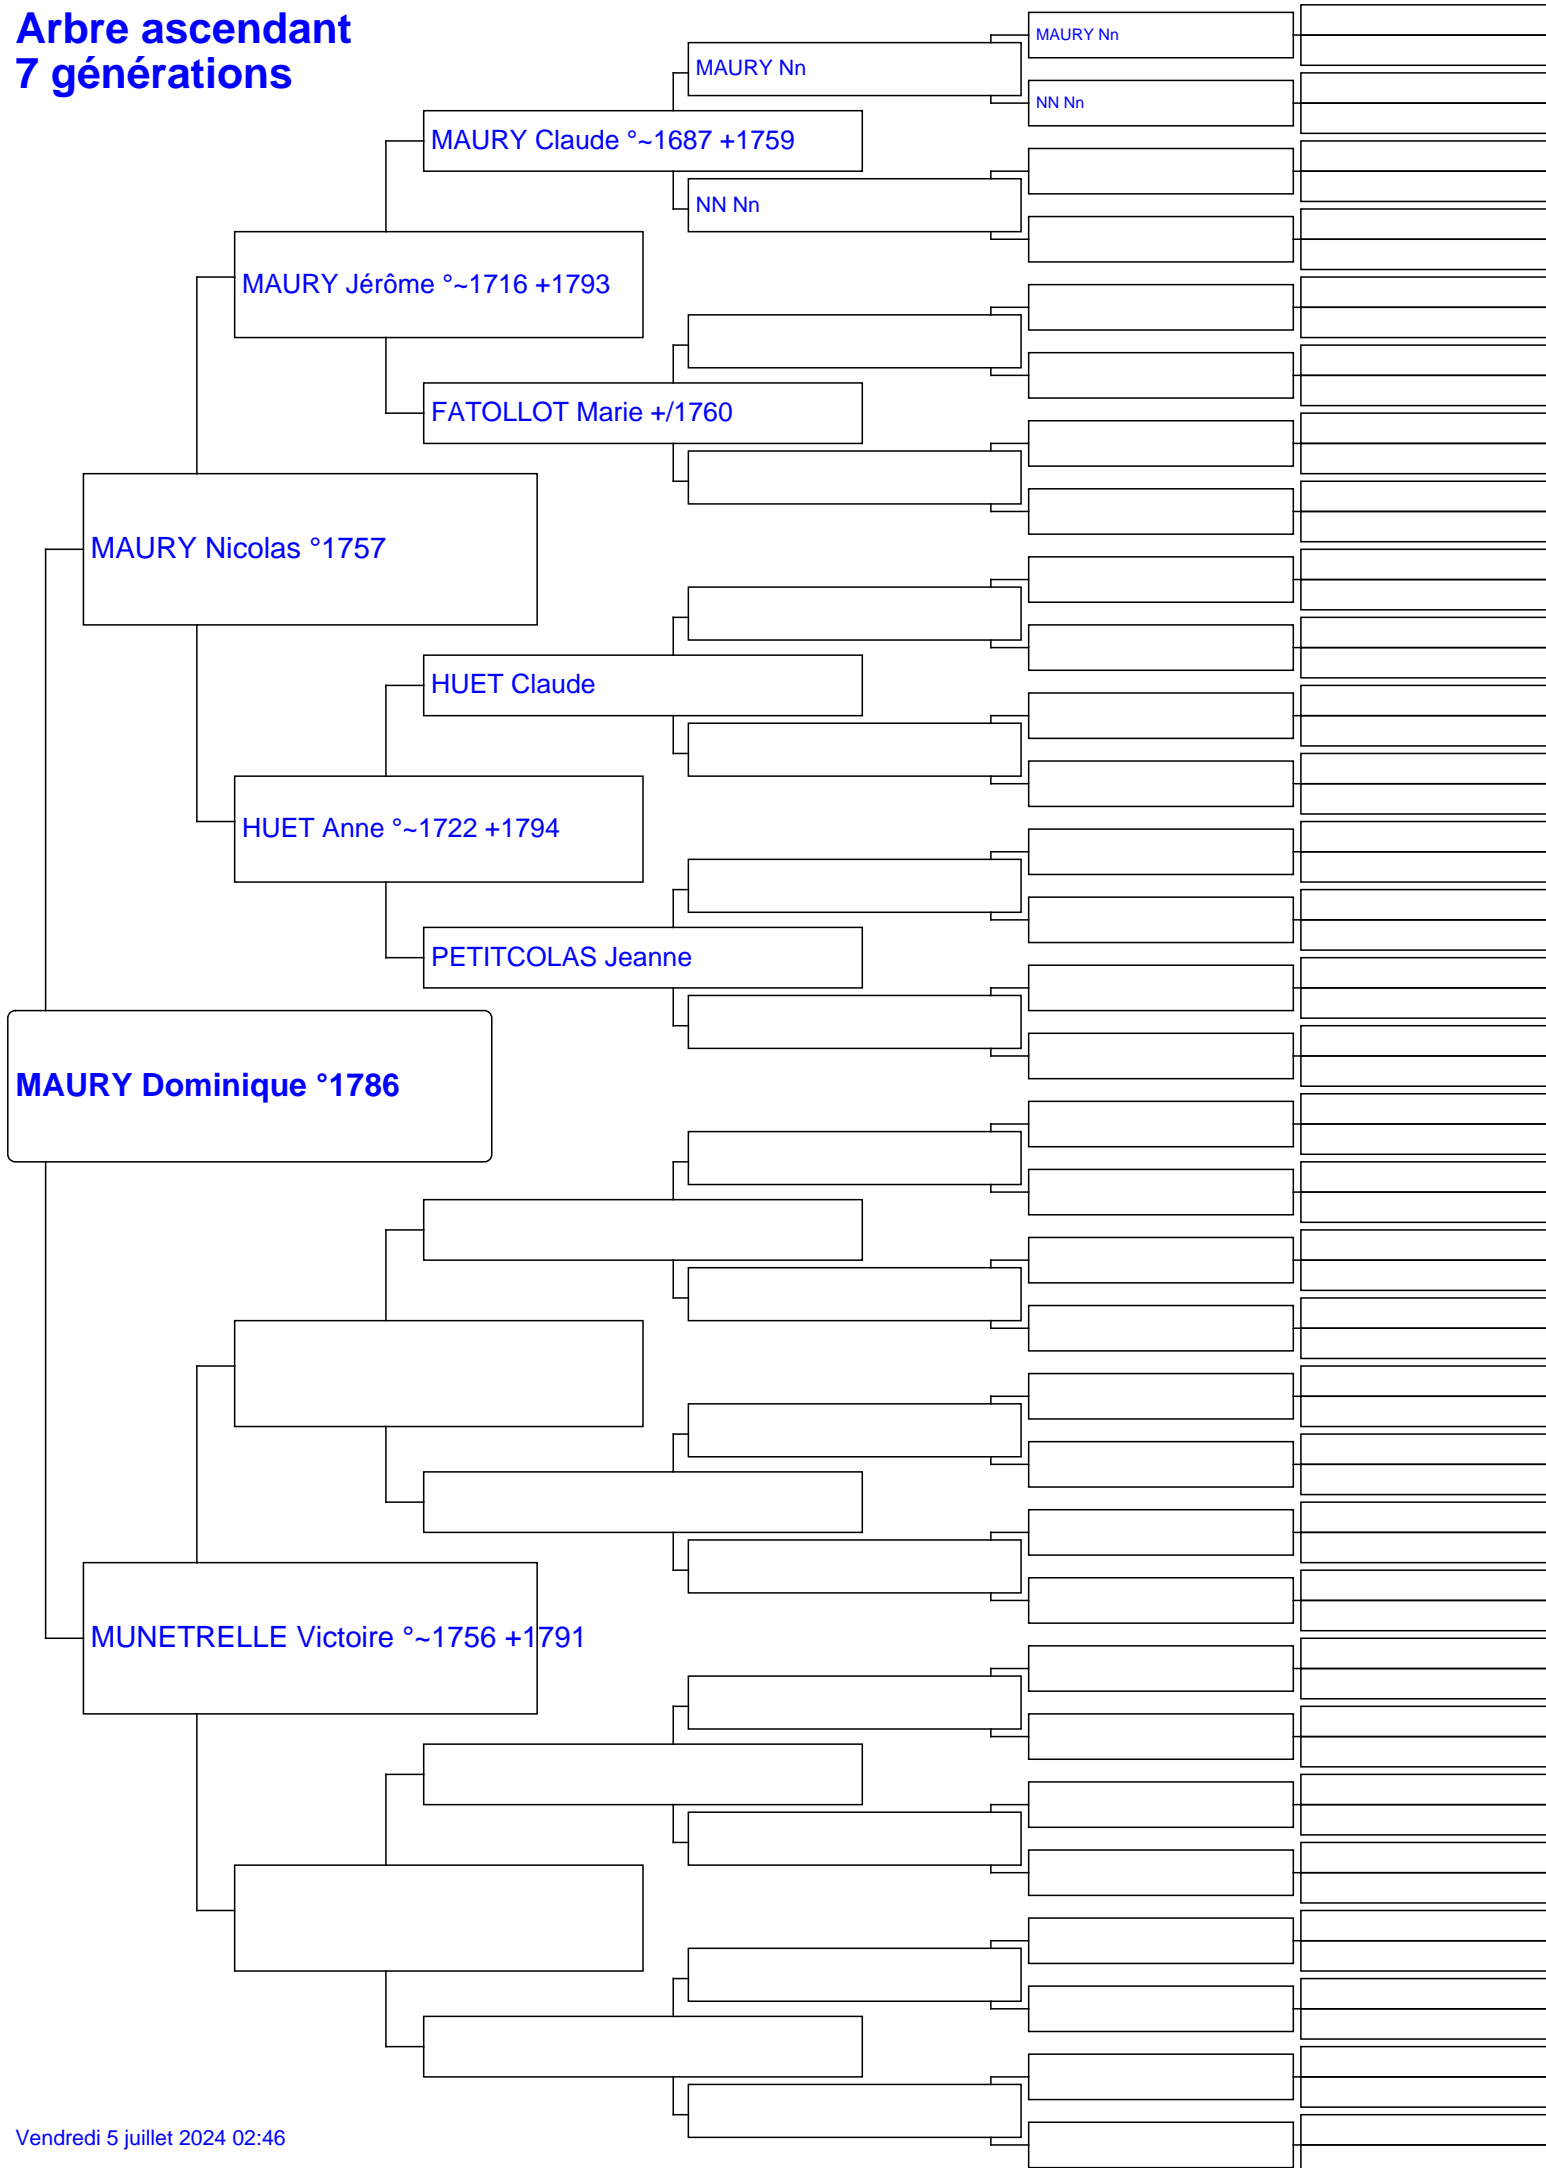 Arbre ascendant
7 générations
MAURY Nn
MAURY Nn
NN Nn
MAURY Claude °~1687 +1759
NN Nn
MAURY Jérôme °~1716 +1793
FATOLLOT Marie +/1760
MAURY Nicolas °1757
HUET Claude
HUET Anne °~1722 +1794
PETITCOLAS Jeanne
MAURY Dominique °1786
MUNETRELLE Victoire °~1756 +1791
Vendredi 5 juillet 2024 02:46